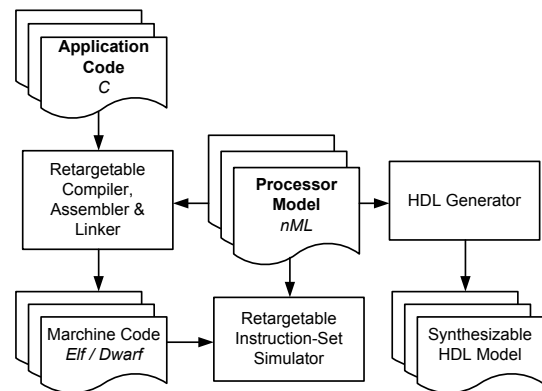 Application
Code
C
Retargetable
Compiler,
Assembler &
Linker
Processor
Model
nML
HDL Generator
Marchine Code
Elf / Dwarf
Retargetable
Instruction-Set
Simulator
Synthesizable
HDL Model